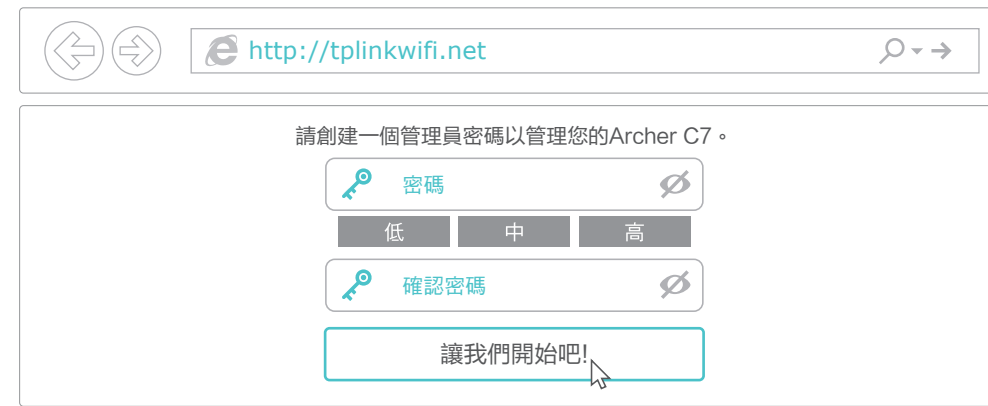 http://tplinkwifi.net
請創建一個管理員密碼以管理您的Archer C7。
密碼
低 中 高
確認密碼
讓我們開始吧!